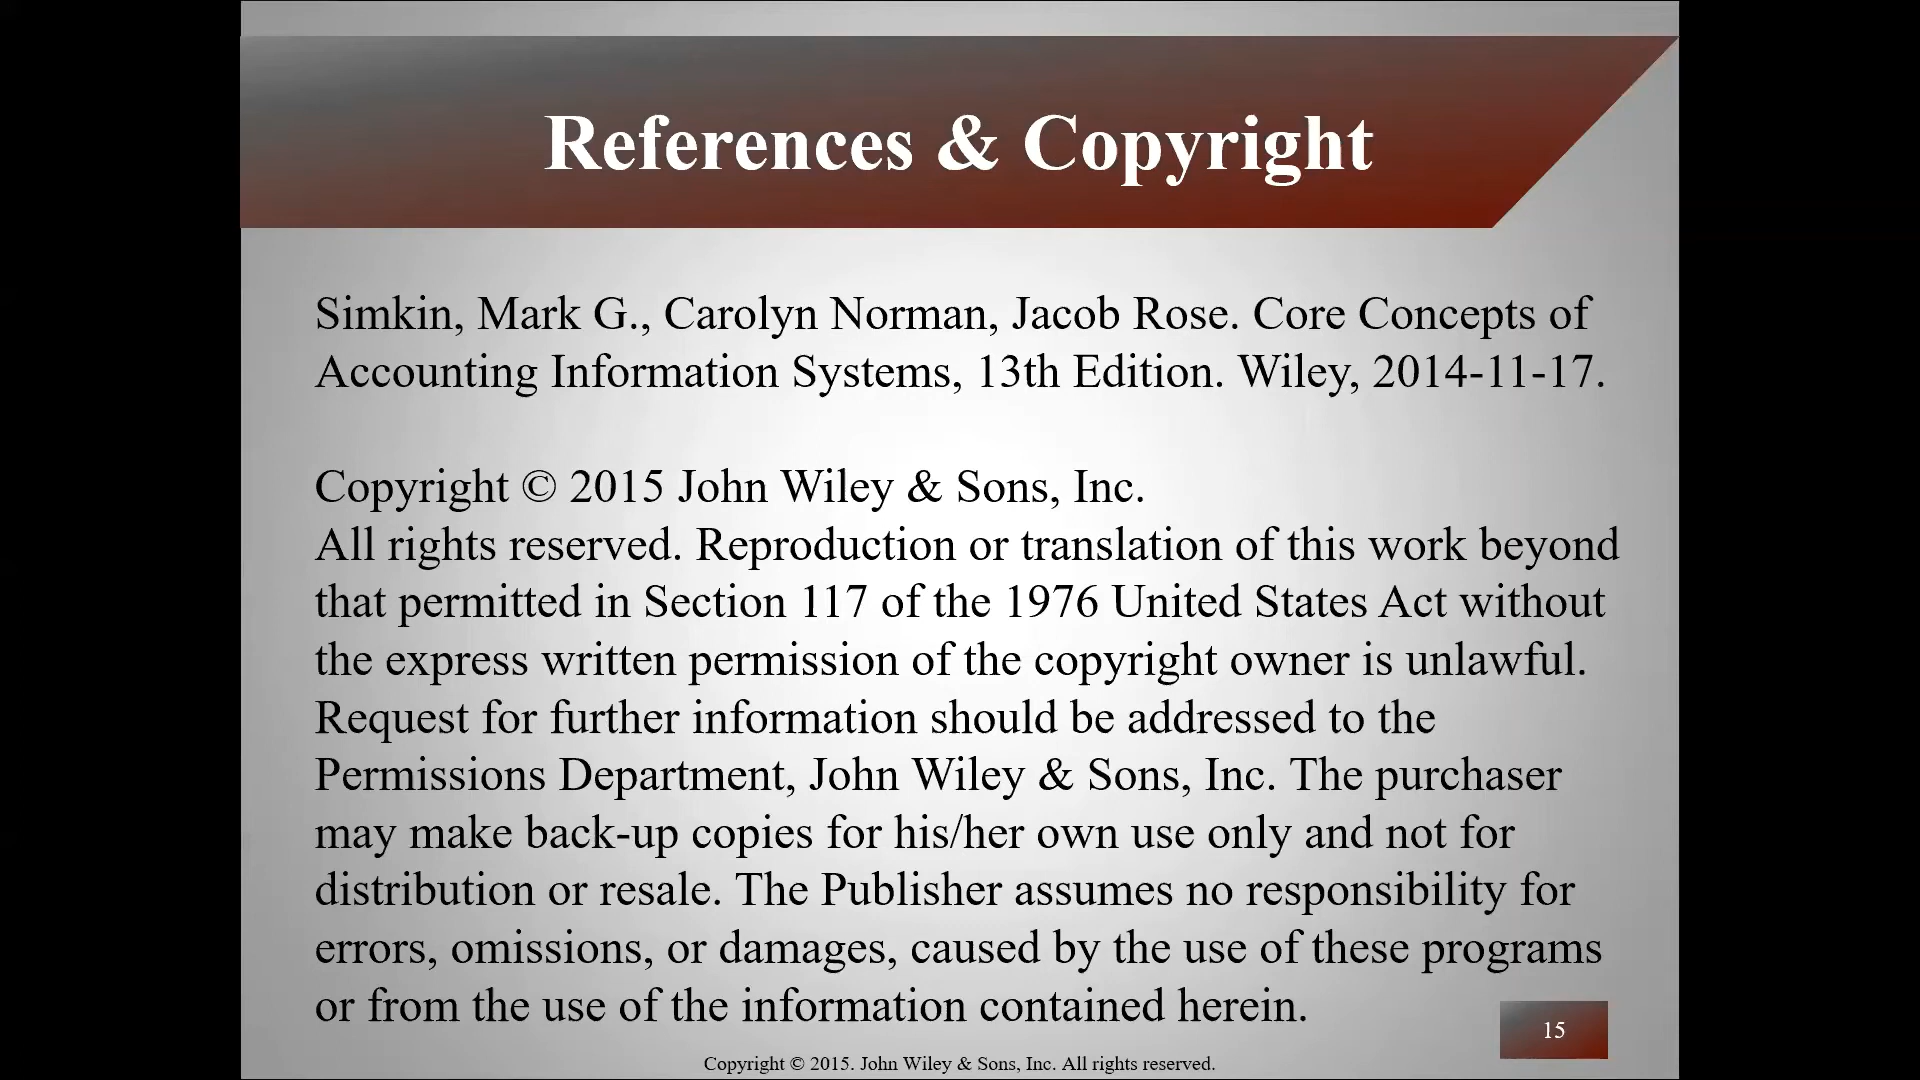 References & Copyright
Simkin, Mark G., Carolyn Norman, Jacob Rose. Core Concepts of
Accounting Information Systems, 13th Edition. Wiley, 2014-11-17.
Copyright © 2015 John Wiley & Sons, Inc.
All rights reserved. Reproduction or translation of this work beyond
that permitted in Section 117 of the 1976 United States Act without
the express written permission of the copyright owner is unlawful.
Request for further information should be addressed to the
Permissions Department, John Wiley & Sons, Inc. The purchaser
may make back-up copies for his/her own use only and not for
distribution or resale. The Publisher assumes no responsibility for
errors, omissions, or damages, caused by the use of these programs
or from the use of the information contained herein.
15
Copyright © 2015. John Wiley & Sons, Inc. All rights reserved.